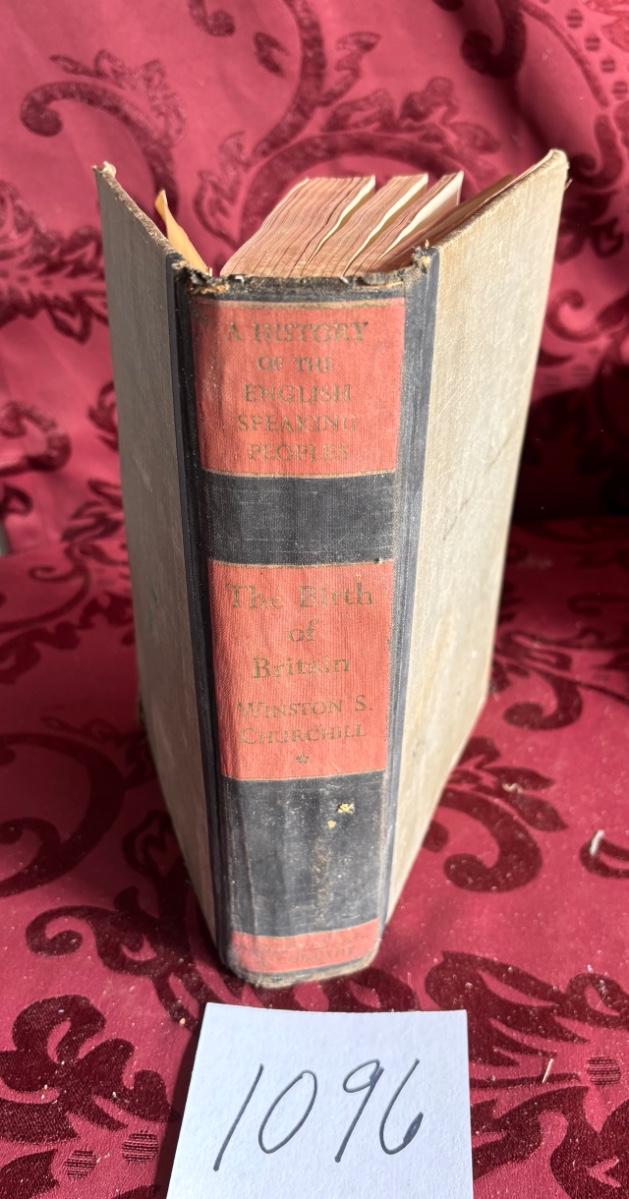 A HISTORY
OF THE
ENGLISH
SPEAKING
PEOPLES
The Birth
of
Britain
WINSTON S.
CHURCHILL
1096